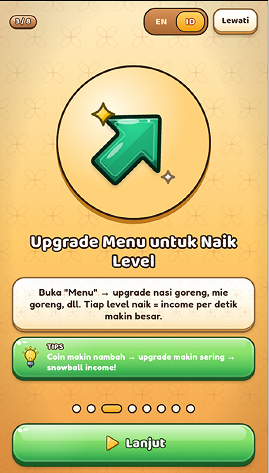 3/8
EN ID
Lewati
Upgrade Menu untuk Naik
Level
Buka "Menu" → upgrade nasi goreng, mie
goreng, dll. Tiap level naik = income per detik
makin besar.
TIPS
Coin makin nambah → upgrade makin sering →
snowball income!
Lanjut